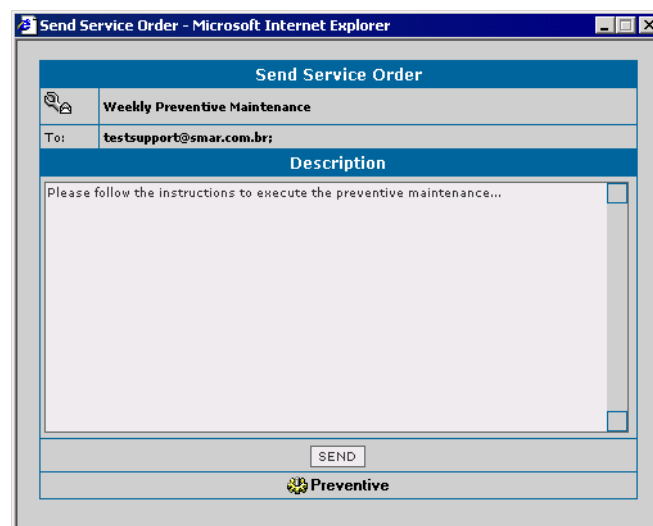 Send Service Order - Microsoft Internet Explorer
Send Service Order
Weekly Preventive Maintenance
To: testsupport@smar.com.br;
Description
Please follow the instructions to execute the preventive maintenance...
SEND
Preventive